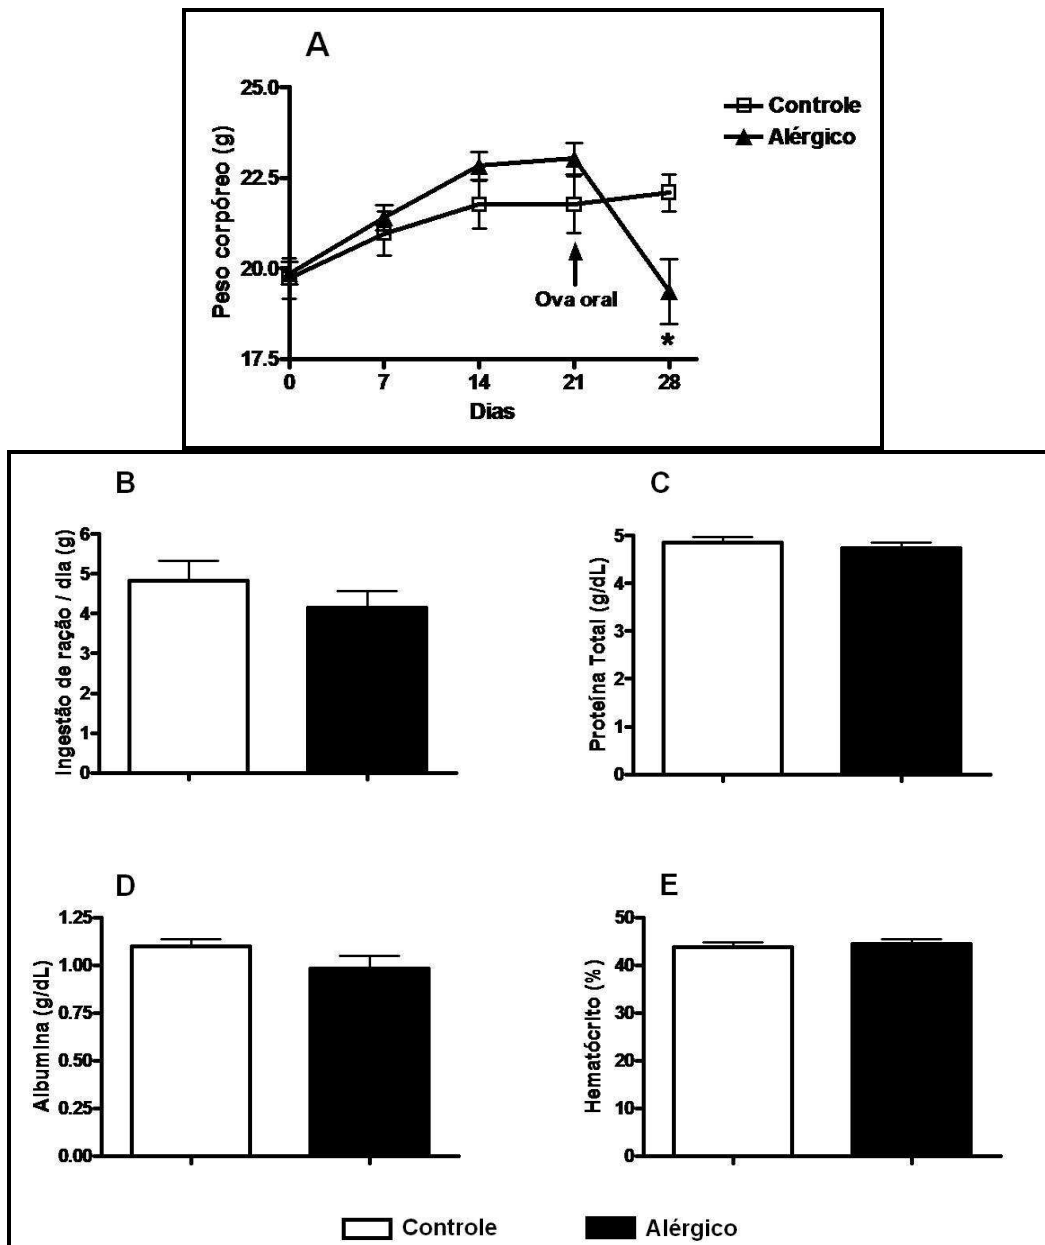 A
Peso corpóreo (g)
25.0
22.5
20.0
17.5
0 7 14 21 28
Dias
Ova oral
*
Controle
Alérgico
B
Ingestão de ração / dia (g)
6
5
4
3
2
1
0
C
Proteína Total (g/dL)
5
4
3
2
1
0
D
Albumina (g/dL)
1.25
1.00
0.75
0.50
0.25
0.00
E
Hematócrito (%)
50
40
30
20
10
0
Controle Alérgico